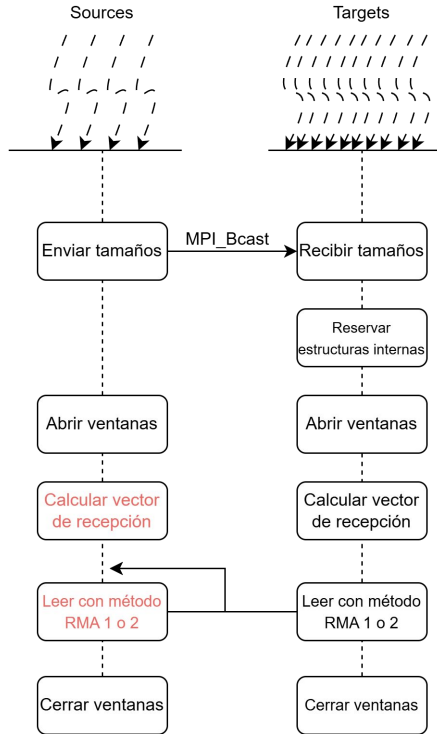 Sources
Targets
Enviar tamaños
MPI_Bcast
Recibir tamaños
Reservar
estructuras internas
Abrir ventanas
Abrir ventanas
Calcular vector
de recepción
Calcular vector
de recepción
Leer con método
RMA 1 o 2
Leer con método
RMA 1 o 2
Cerrar ventanas
Cerrar ventanas